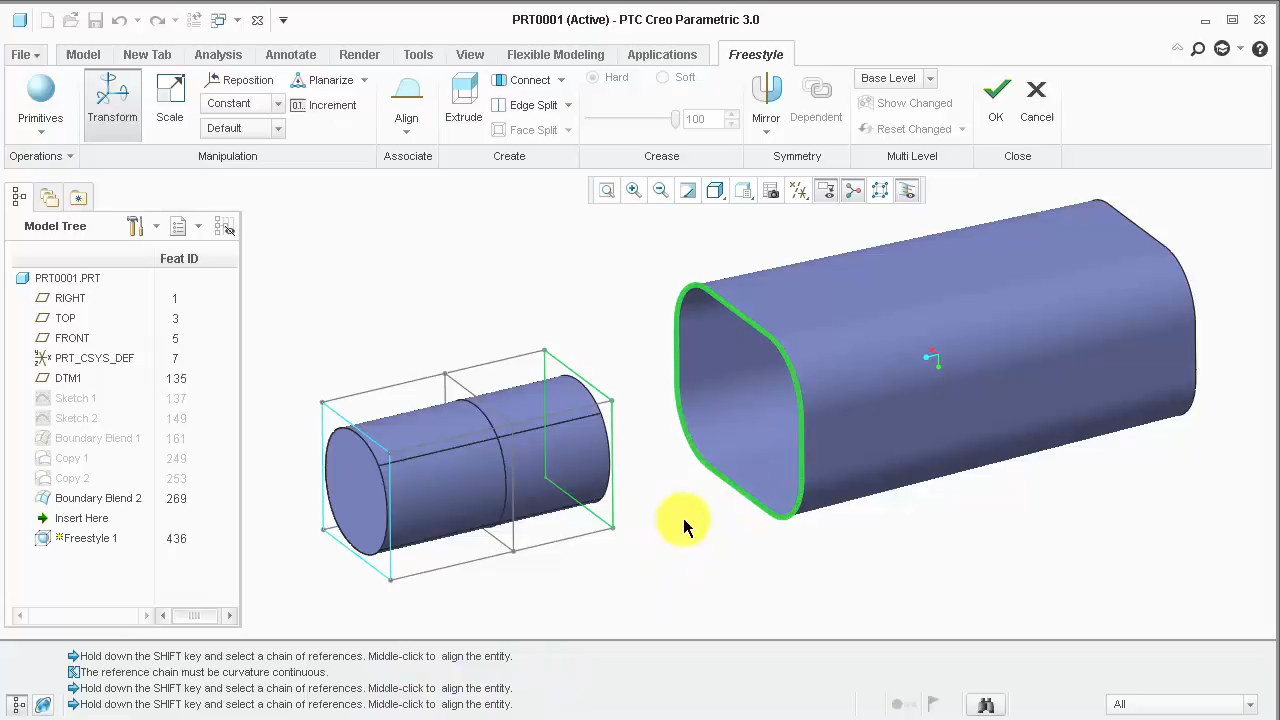 PRT0001 (Active) - PTC Creo Parametric 3.0
File Model New Tab Analysis Annotate Render Tools View Flexible Modeling Applications Freestyle
Primitives
Operations
Transform
Scale
Reposition
Constant
Default
Planarize
0.1. Increment
Manipulation
Align
Associate
Extrude
Connect
Edge Split
Face Split
Create
Hard Soft
100
Crease
Mirror
Dependent
Symmetry
Base Level
Show Changed
Reset Changed
Multi Level
OK
Cancel
Close
Model Tree
Feat ID
PRT0001.PRT
RIGHT 1
TOP 3
FRONT 5
PRT_CSYS_DEF 7
DTM1 135
Sketch 1 137
Sketch 2 149
Boundary Blend 1 161
Copy 1 249
Copy 2 253
Boundary Blend 2 269
Insert Here
Freestyle 1 436
Hold down the SHIFT key and select a chain of references. Middle-click to align the entity.
The reference chain must be curvature continuous.
Hold down the SHIFT key and select a chain of references. Middle-click to align the entity.
Hold down the SHIFT key and select a chain of references. Middle-click to align the entity.
All